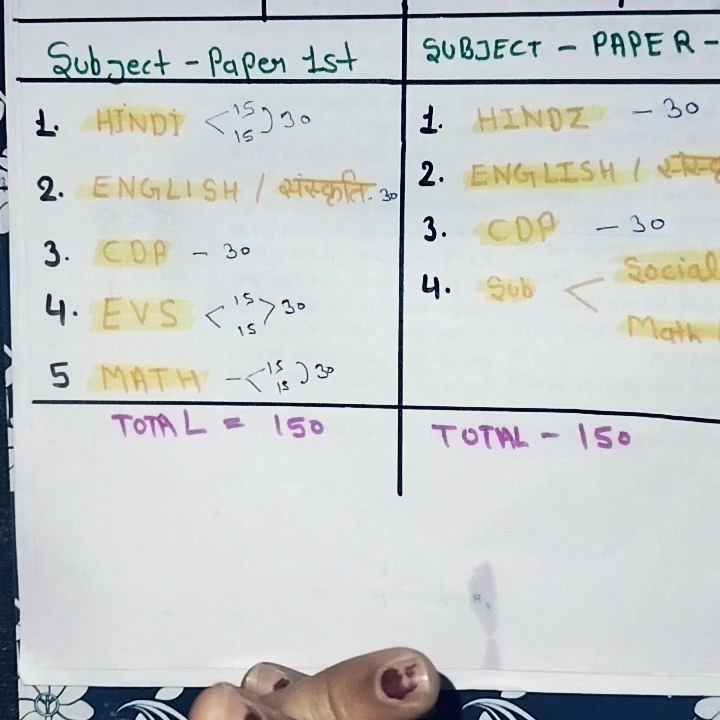 Subject - Paper 1st
1. HINDI < 15 15 ) 30
2. ENGLISH / संस्कृति - 30
3. CDP - 30
4. EVS < 15 15 > 30
5 MATH - < 15 15 ) 30
TOTAL = 150
SUBJECT - PAPER -
1. HINDI - 30
2. ENGLISH /
3. CDP - 30
4. Sub < Social
Math
TOTAL - 150